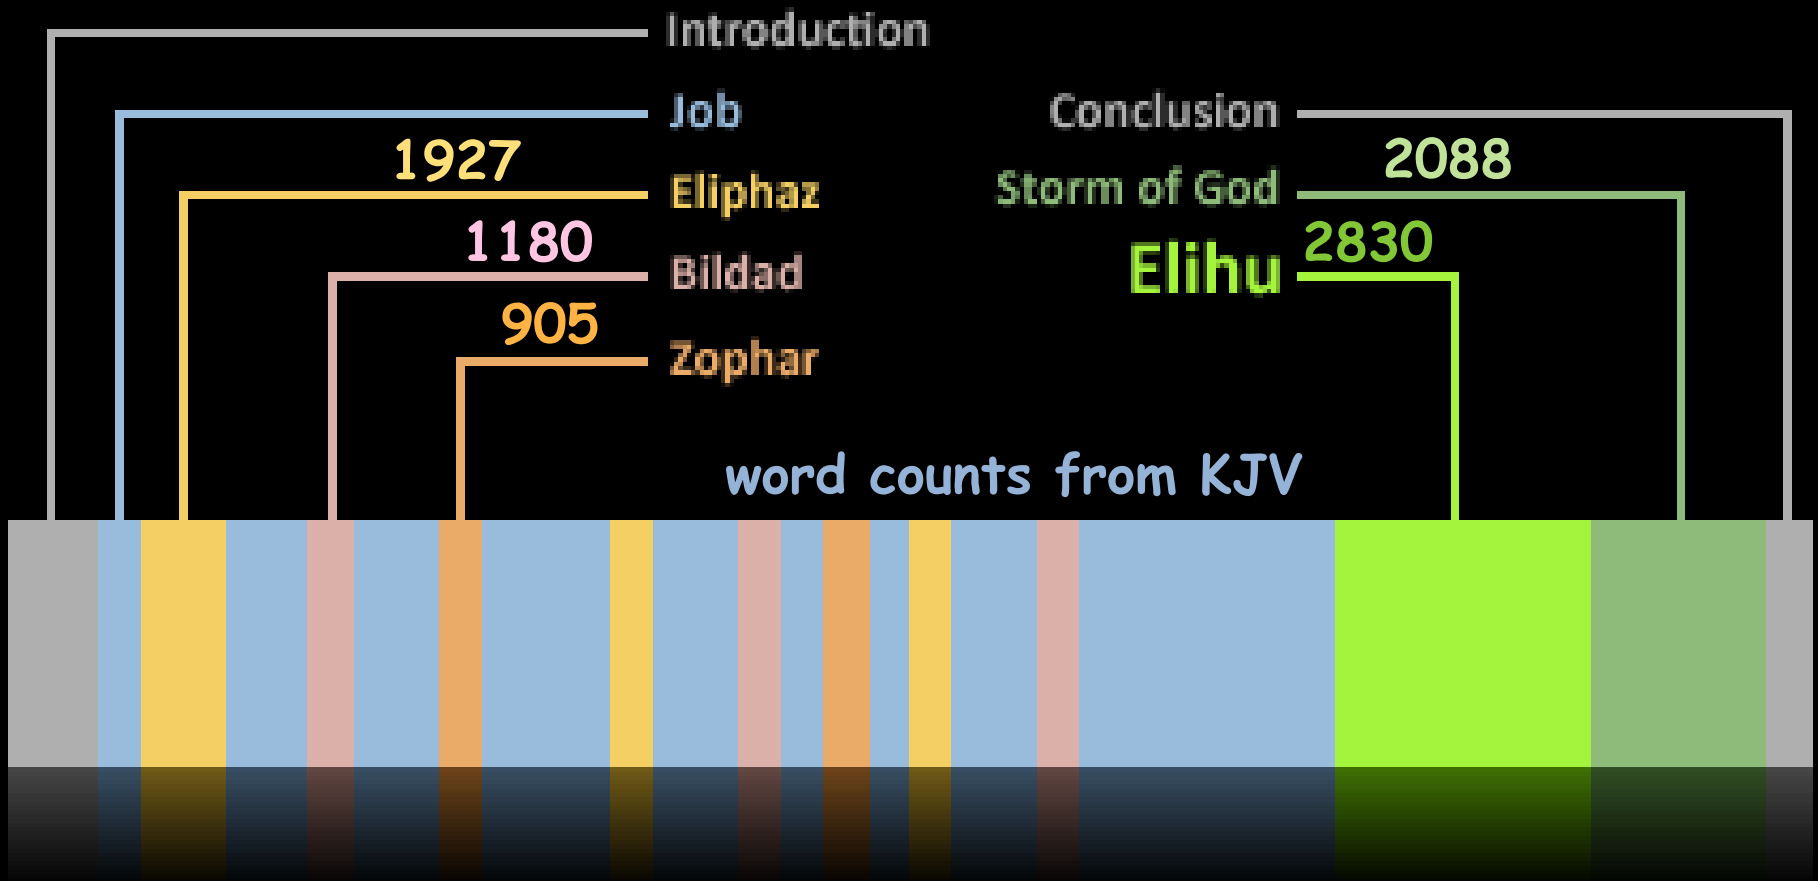 Introduction
Job
1927
Eliphaz
1180
Bildad
905
Zophar
Conclusion
2088
Storm of God
2830
Elihu
word counts from KJV